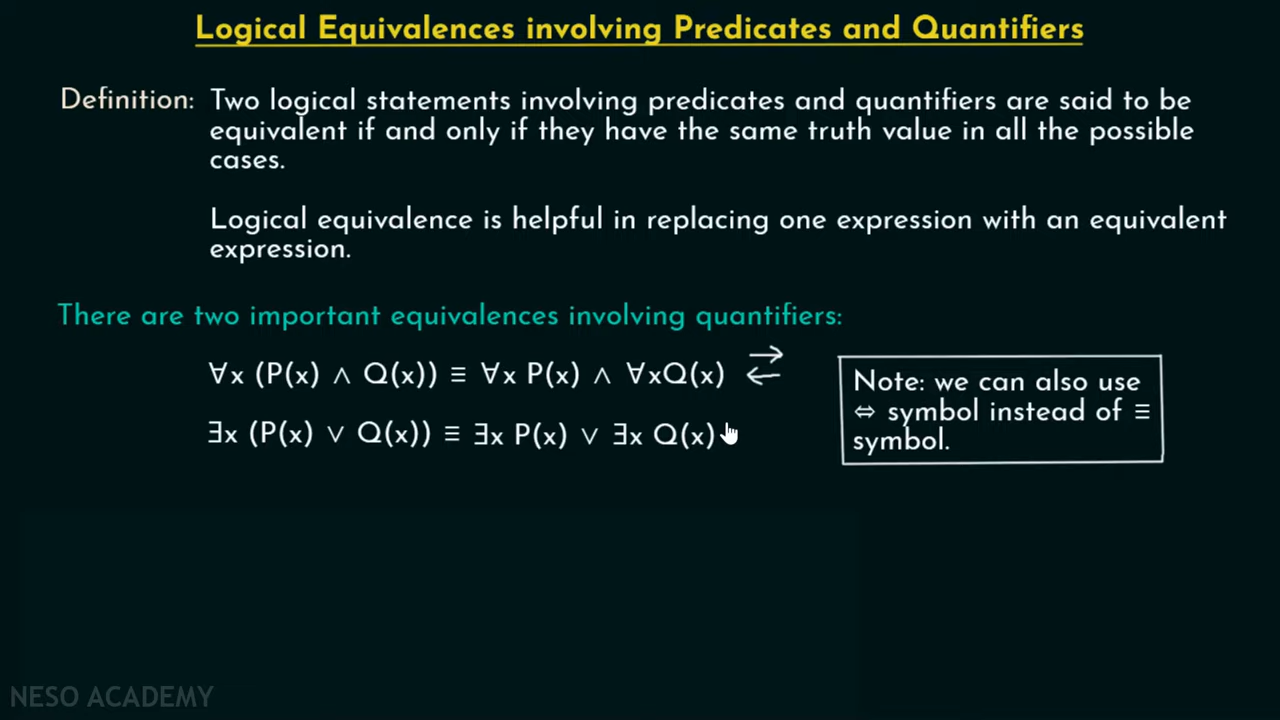 Logical Equivalences involving Predicates and Quantifiers
Definition: Two logical statements involving predicates and quantifiers are said to be
equivalent if and only if they have the same truth value in all the possible
cases.
Logical equivalence is helpful in replacing one expression with an equivalent
expression.
There are two important equivalences involving quantifiers:
∀x (P(x) ∧ Q(x)) ≡ ∀x P(x) ∧ ∀xQ(x) ⇄
∃x (P(x) ∨ Q(x)) ≡ ∃x P(x) ∨ ∃x Q(x)
Note: we can also use
⇔ symbol instead of ≡
symbol.
NESO ACADEMY